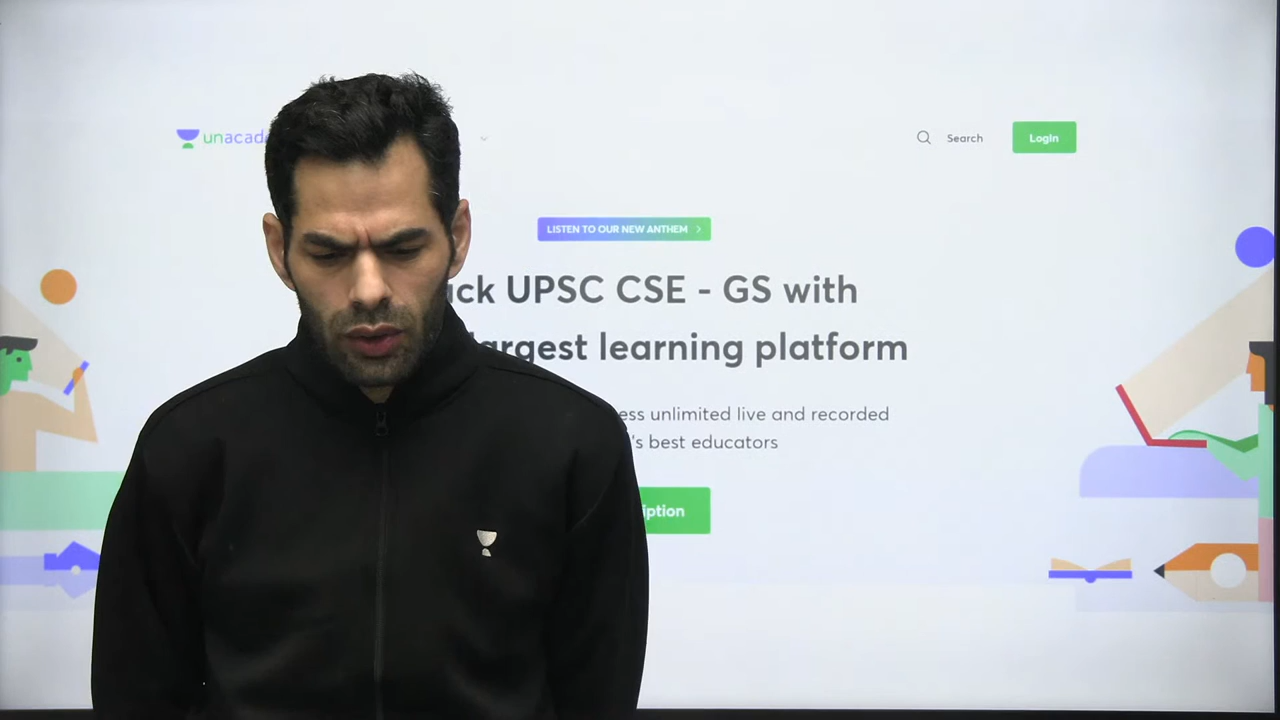 unacad
Search
Login
LISTEN TO OUR NEW ANTHEM
ck UPSC CSE - GS with
largest learning platform
ess unlimited live and recorded
's best educators
iption